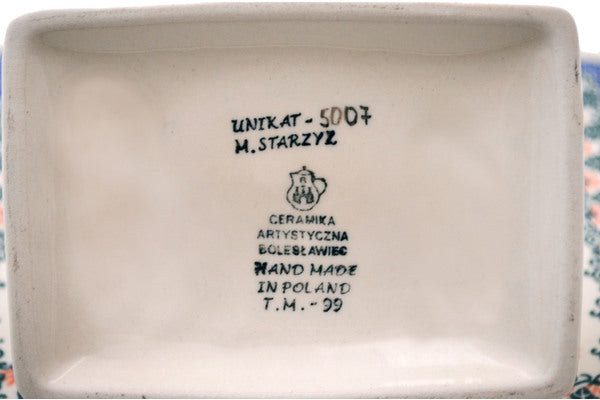 UNIKAT - 5007
M. STARZYK
B
CERAMIKA
ARTYSTYCZNA
BOLESŁAWIEC
HAND MADE
IN POLAND
T.M. - 99